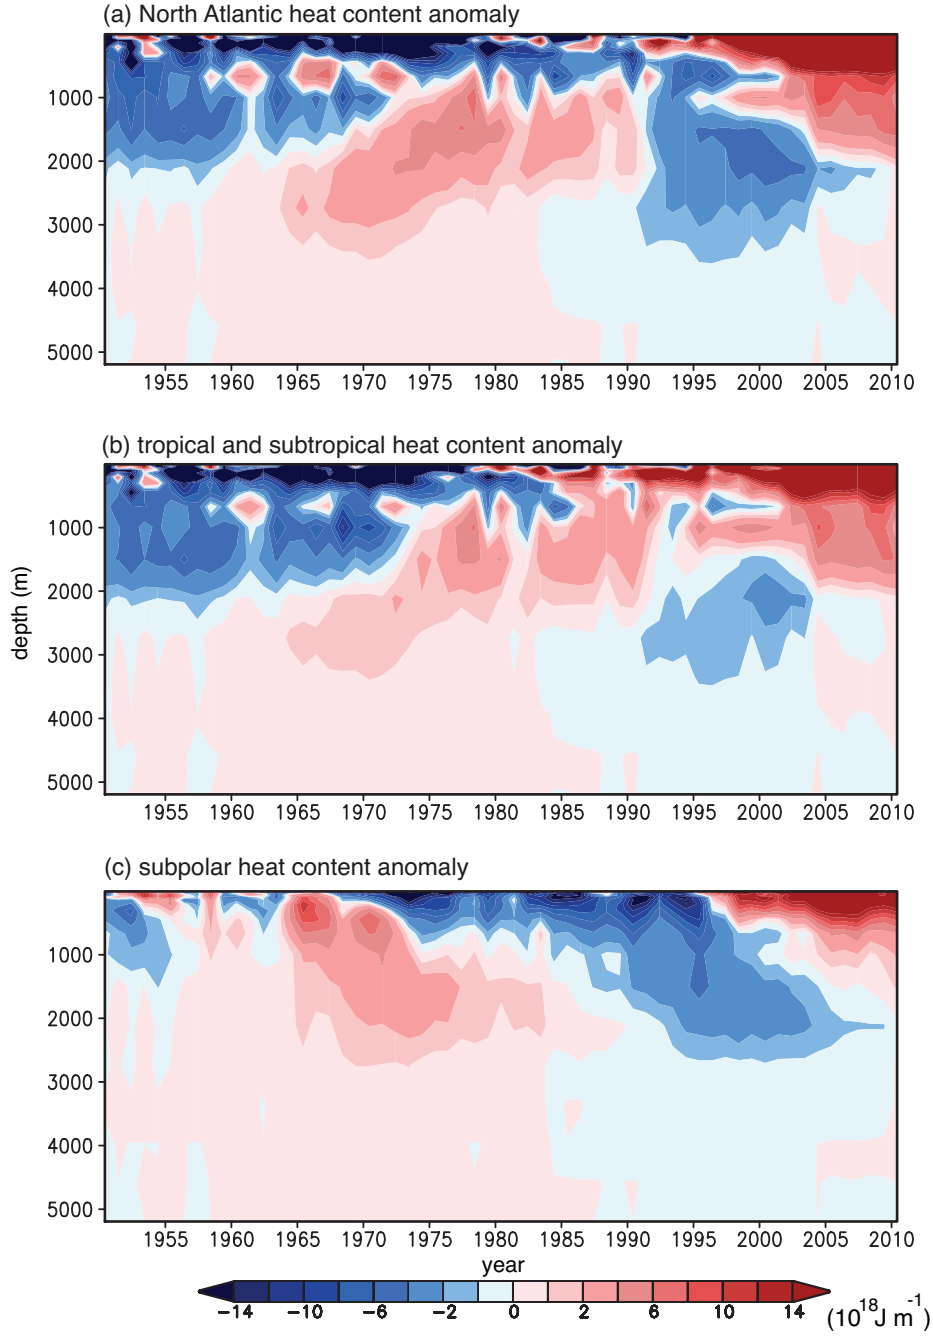 (a) North Atlantic heat content anomaly
1000
2000
3000
4000
5000
1955 1960 1965 1970 1975 1980 1985 1990 1995 2000 2005 2010
(b) tropical and subtropical heat content anomaly
1000
2000
3000
4000
5000
depth (m)
1955 1960 1965 1970 1975 1980 1985 1990 1995 2000 2005 2010
(c) subpolar heat content anomaly
1000
2000
3000
4000
5000
1955 1960 1965 1970 1975 1980 1985 1990 1995 2000 2005 2010
year
−14 −10 −6 −2 0 2 6 10 14 (10¹⁸J m⁻¹)